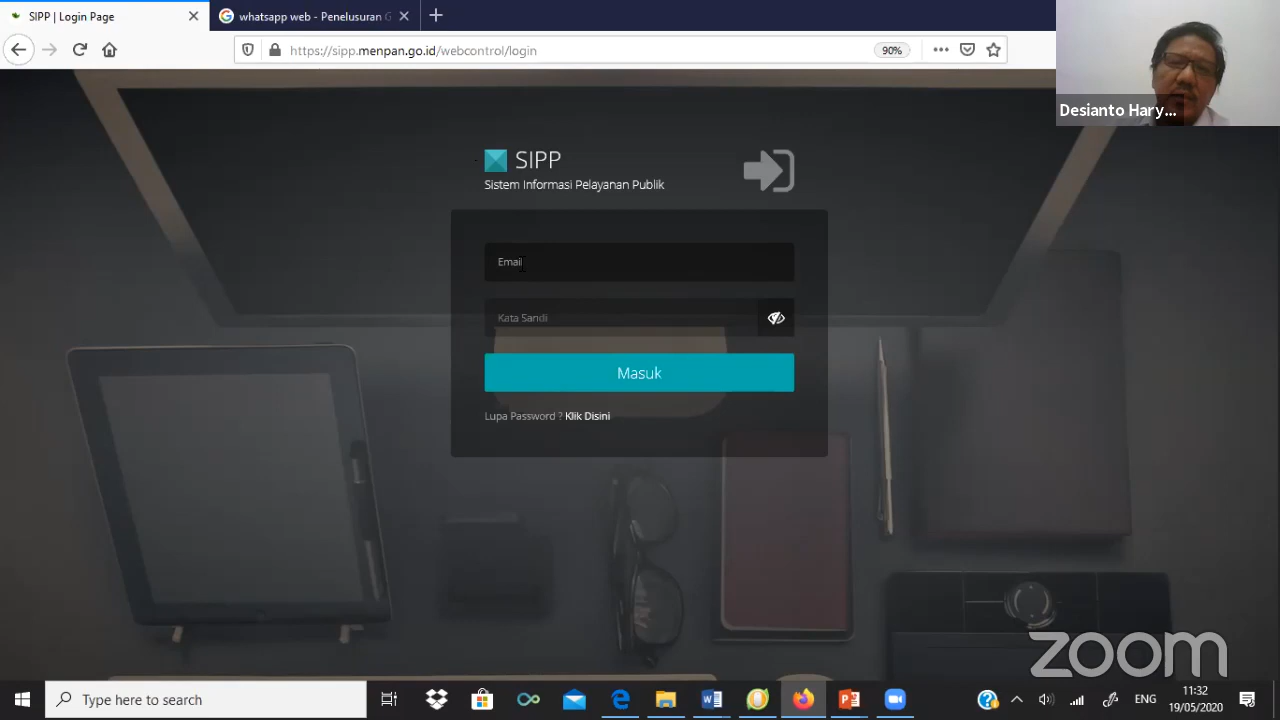 SIPP | Login Page
whatsapp web - Penelusuran G
https://sipp.menpan.go.id/webcontrol/login
90%
Desianto Hary...
SIPP
Sistem Informasi Pelayanan Publik
Email
Kata Sandi
Masuk
Lupa Password ? Klik Disini
zoom
Type here to search
ENG
11:32
19/05/2020